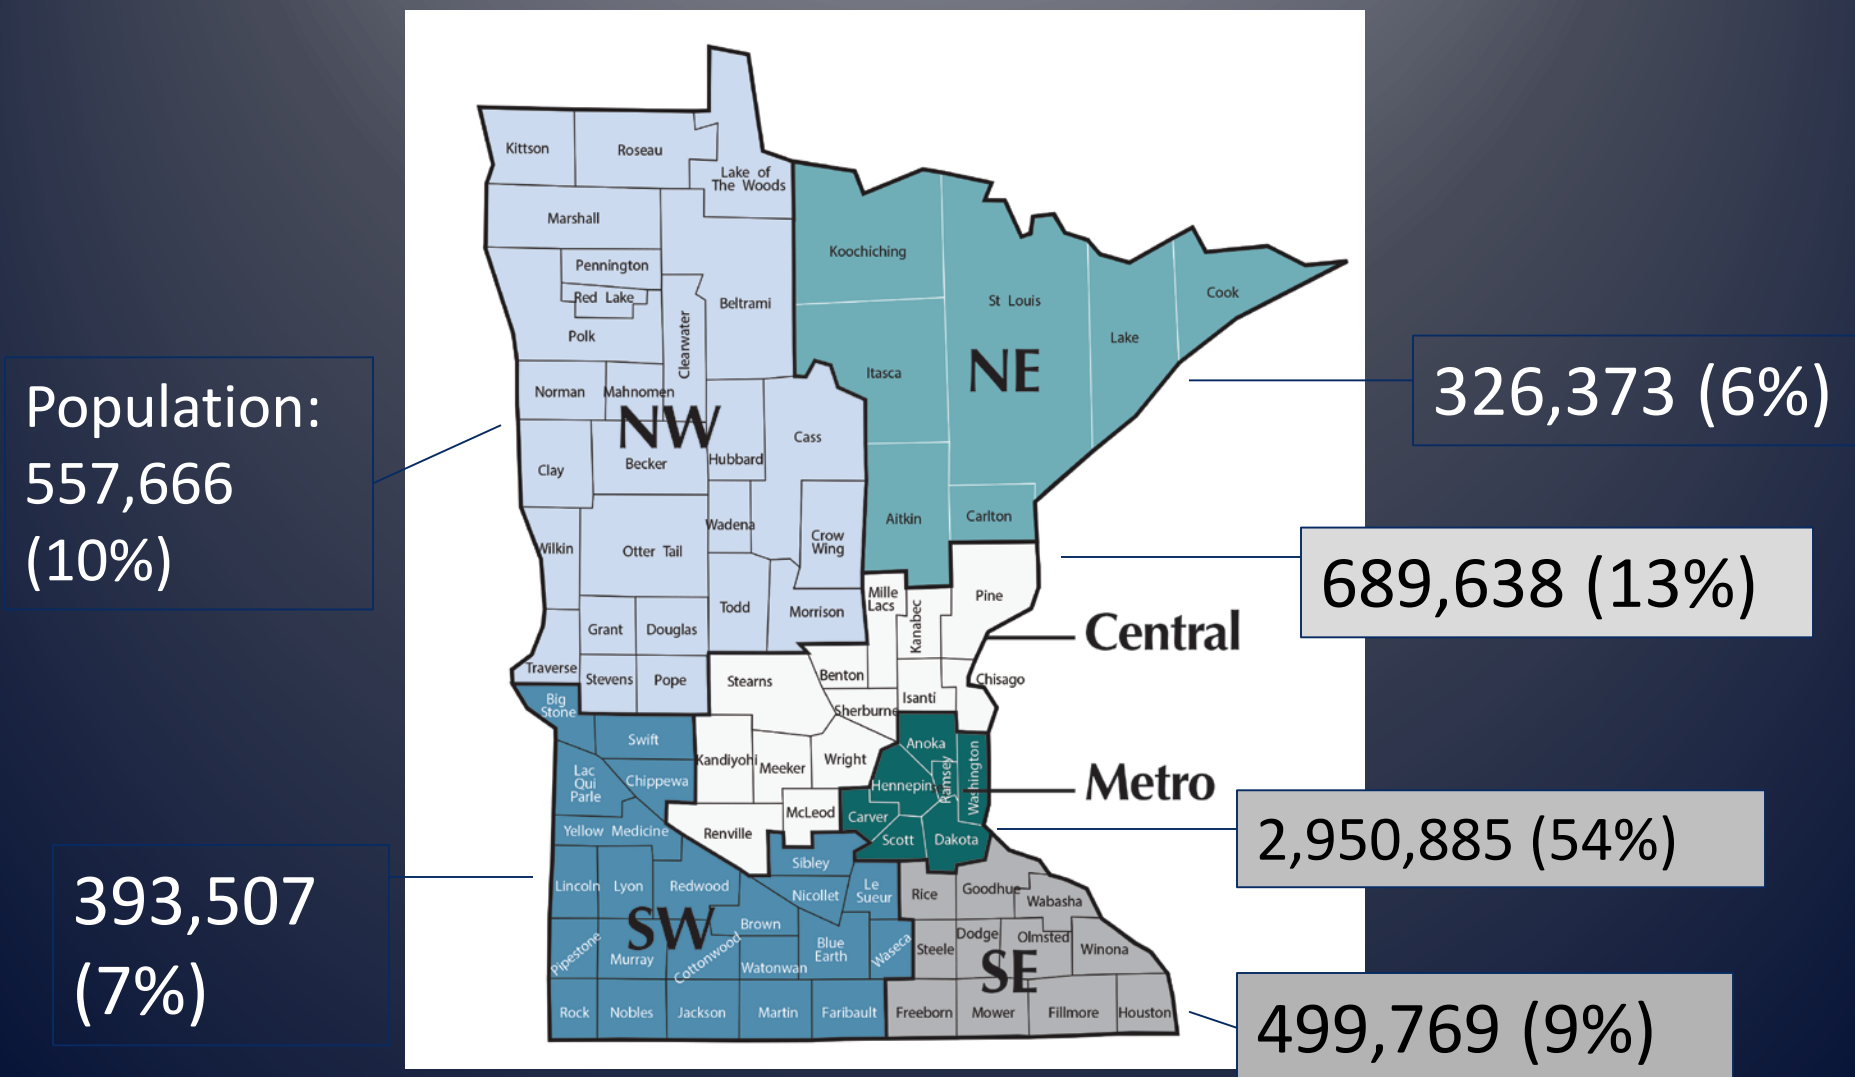 Kittson
Roseau
Lake of
The Woods
Marshall
Koochiching
Pennington
Red Lake
Beltrami
St Louis
Cook
Polk
Clearwater
Lake
Itasca
NE
326,373 (6%)
Norman
Mahnomen
NW
Population:
557,666
(10%)
Cass
Clay
Becker
Hubbard
Aitkin
Carlton
Wadena
Crow
Wing
Wilkin
Otter Tail
689,638 (13%)
Mille
Lacs
Kanabec
Pine
Todd
Morrison
Grant
Douglas
Central
Traverse
Stevens
Pope
Stearns
Benton
Isanti
Chisago
Big
Stone
Sherburne
Swift
Anoka
Washington
Kandiyohi
Meeker
Wright
Lac
Qui
Parle
Chippewa
Hennepin
Ramsey
Metro
McLeod
Carver
Yellow Medicine
Renville
Scott
Dakota
2,950,885 (54%)
Sibley
Lincoln
Lyon
Redwood
Nicollet
Le
Sueur
Rice
Goodhue
Wabasha
393,507
(7%)
SW
Brown
Pipestone
Murray
Cottonwood
Watonwan
Blue
Earth
Waseca
Steele
Dodge
Olmsted
Winona
SE
Rock
Nobles
Jackson
Martin
Faribault
Freeborn
Mower
Fillmore
Houston
499,769 (9%)